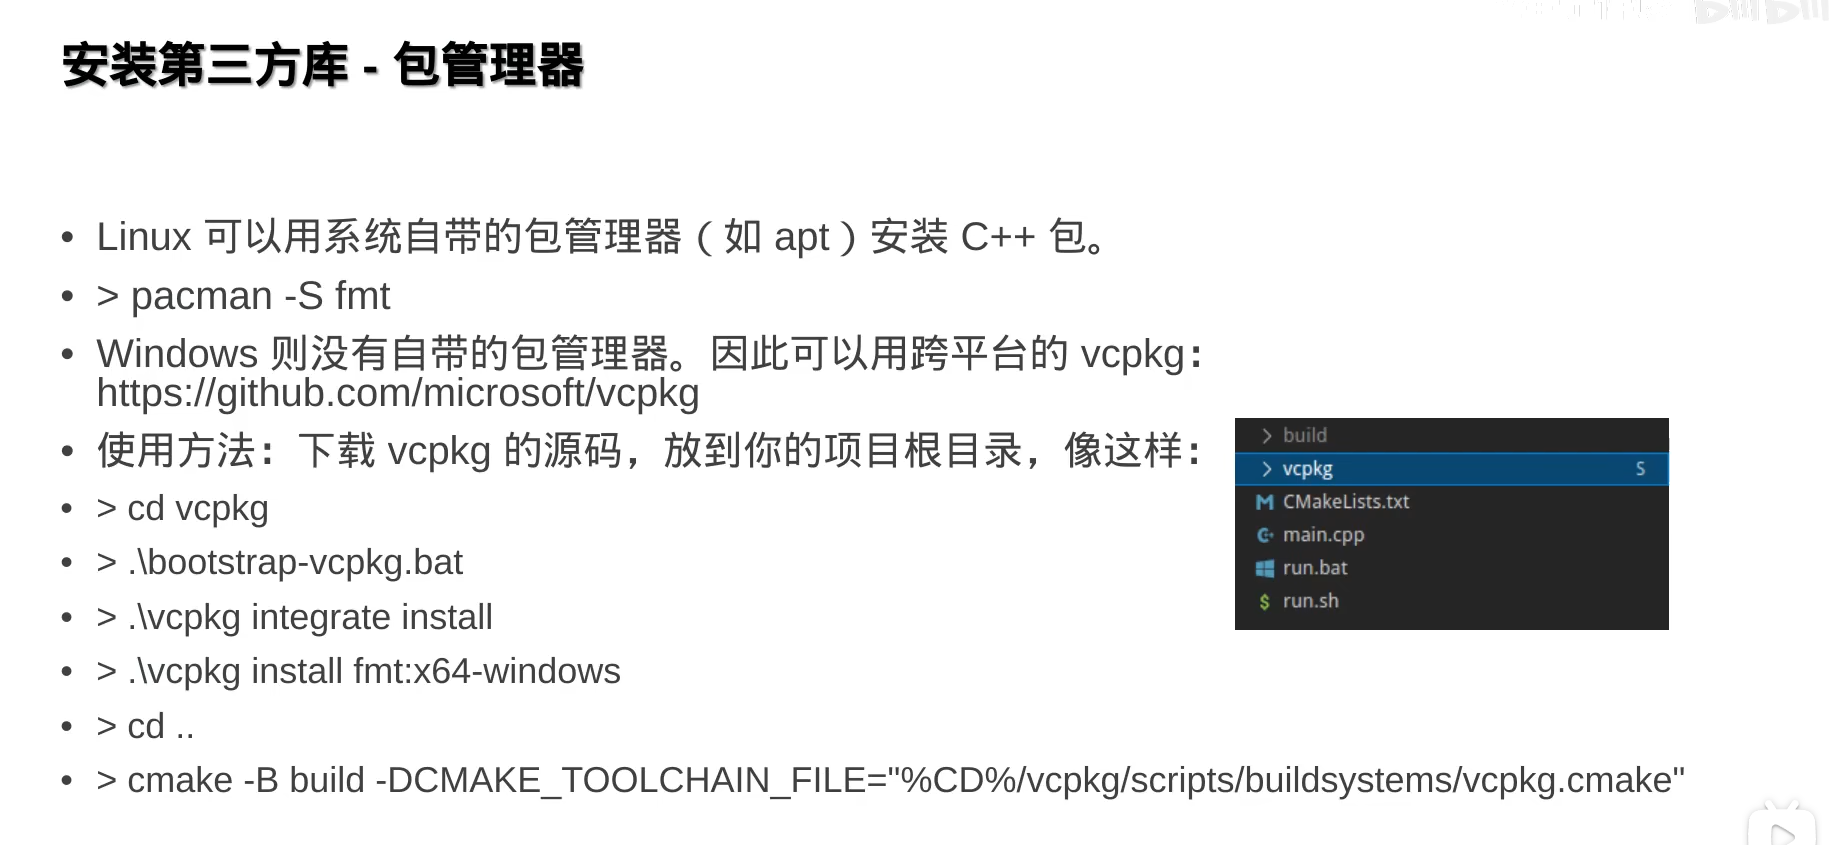 安装第三方库 - 包管理器
• Linux 可以用系统自带的包管理器（如 apt）安装 C++ 包。
• > pacman -S fmt
• Windows 则没有自带的包管理器。因此可以用跨平台的 vcpkg：
https://github.com/microsoft/vcpkg
• 使用方法：下载 vcpkg 的源码，放到你的项目根目录，像这样：
build
vcpkg S
CMakeLists.txt
main.cpp
run.bat
run.sh
• > cd vcpkg
• > .\bootstrap-vcpkg.bat
• > .\vcpkg integrate install
• > .\vcpkg install fmt:x64-windows
• > cd ..
• > cmake -B build -DCMAKE_TOOLCHAIN_FILE="%CD%/vcpkg/scripts/buildsystems/vcpkg.cmake"